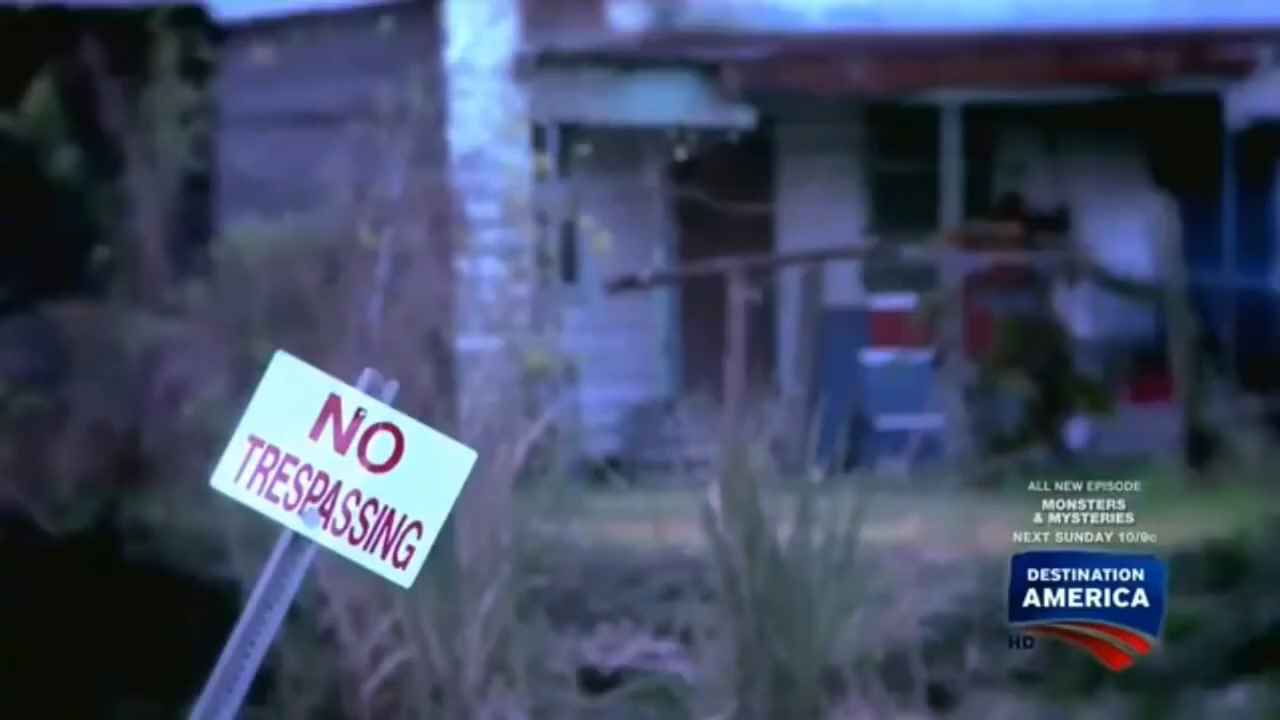 NO
TRESPASSING
ALL NEW EPISODE
MONSTERS
& MYSTERIES
NEXT SUNDAY 10/9c
DESTINATION
AMERICA
HD